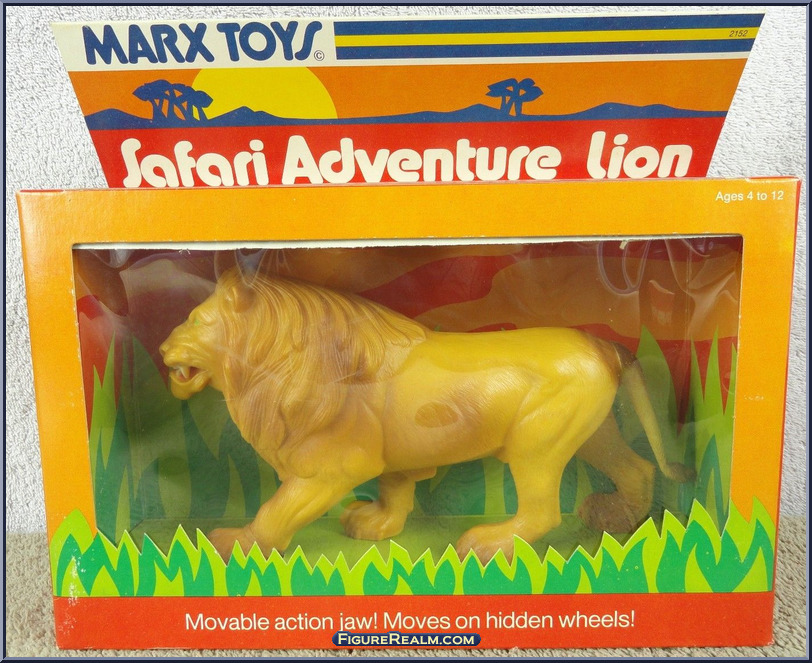 MARX TOYS ©
2152
Safari Adventure Lion
Ages 4 to 12
Movable action jaw! Moves on hidden wheels!
FIGUREREALM.COM